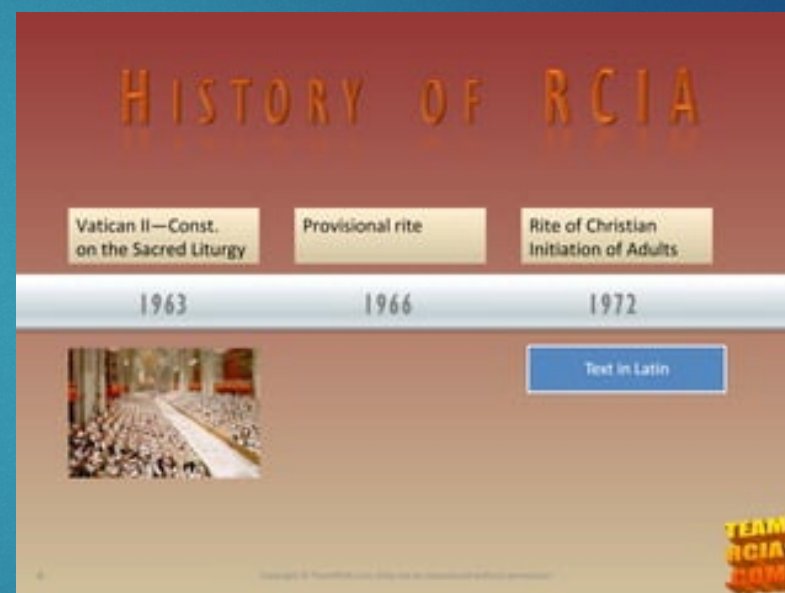 HISTORY OF RCIA
Vatican II—Const.
on the Sacred Liturgy
Provisional rite
Rite of Christian
Initiation of Adults
1963
1966
1972
Text in Latin
TEAM
RCIA
COM